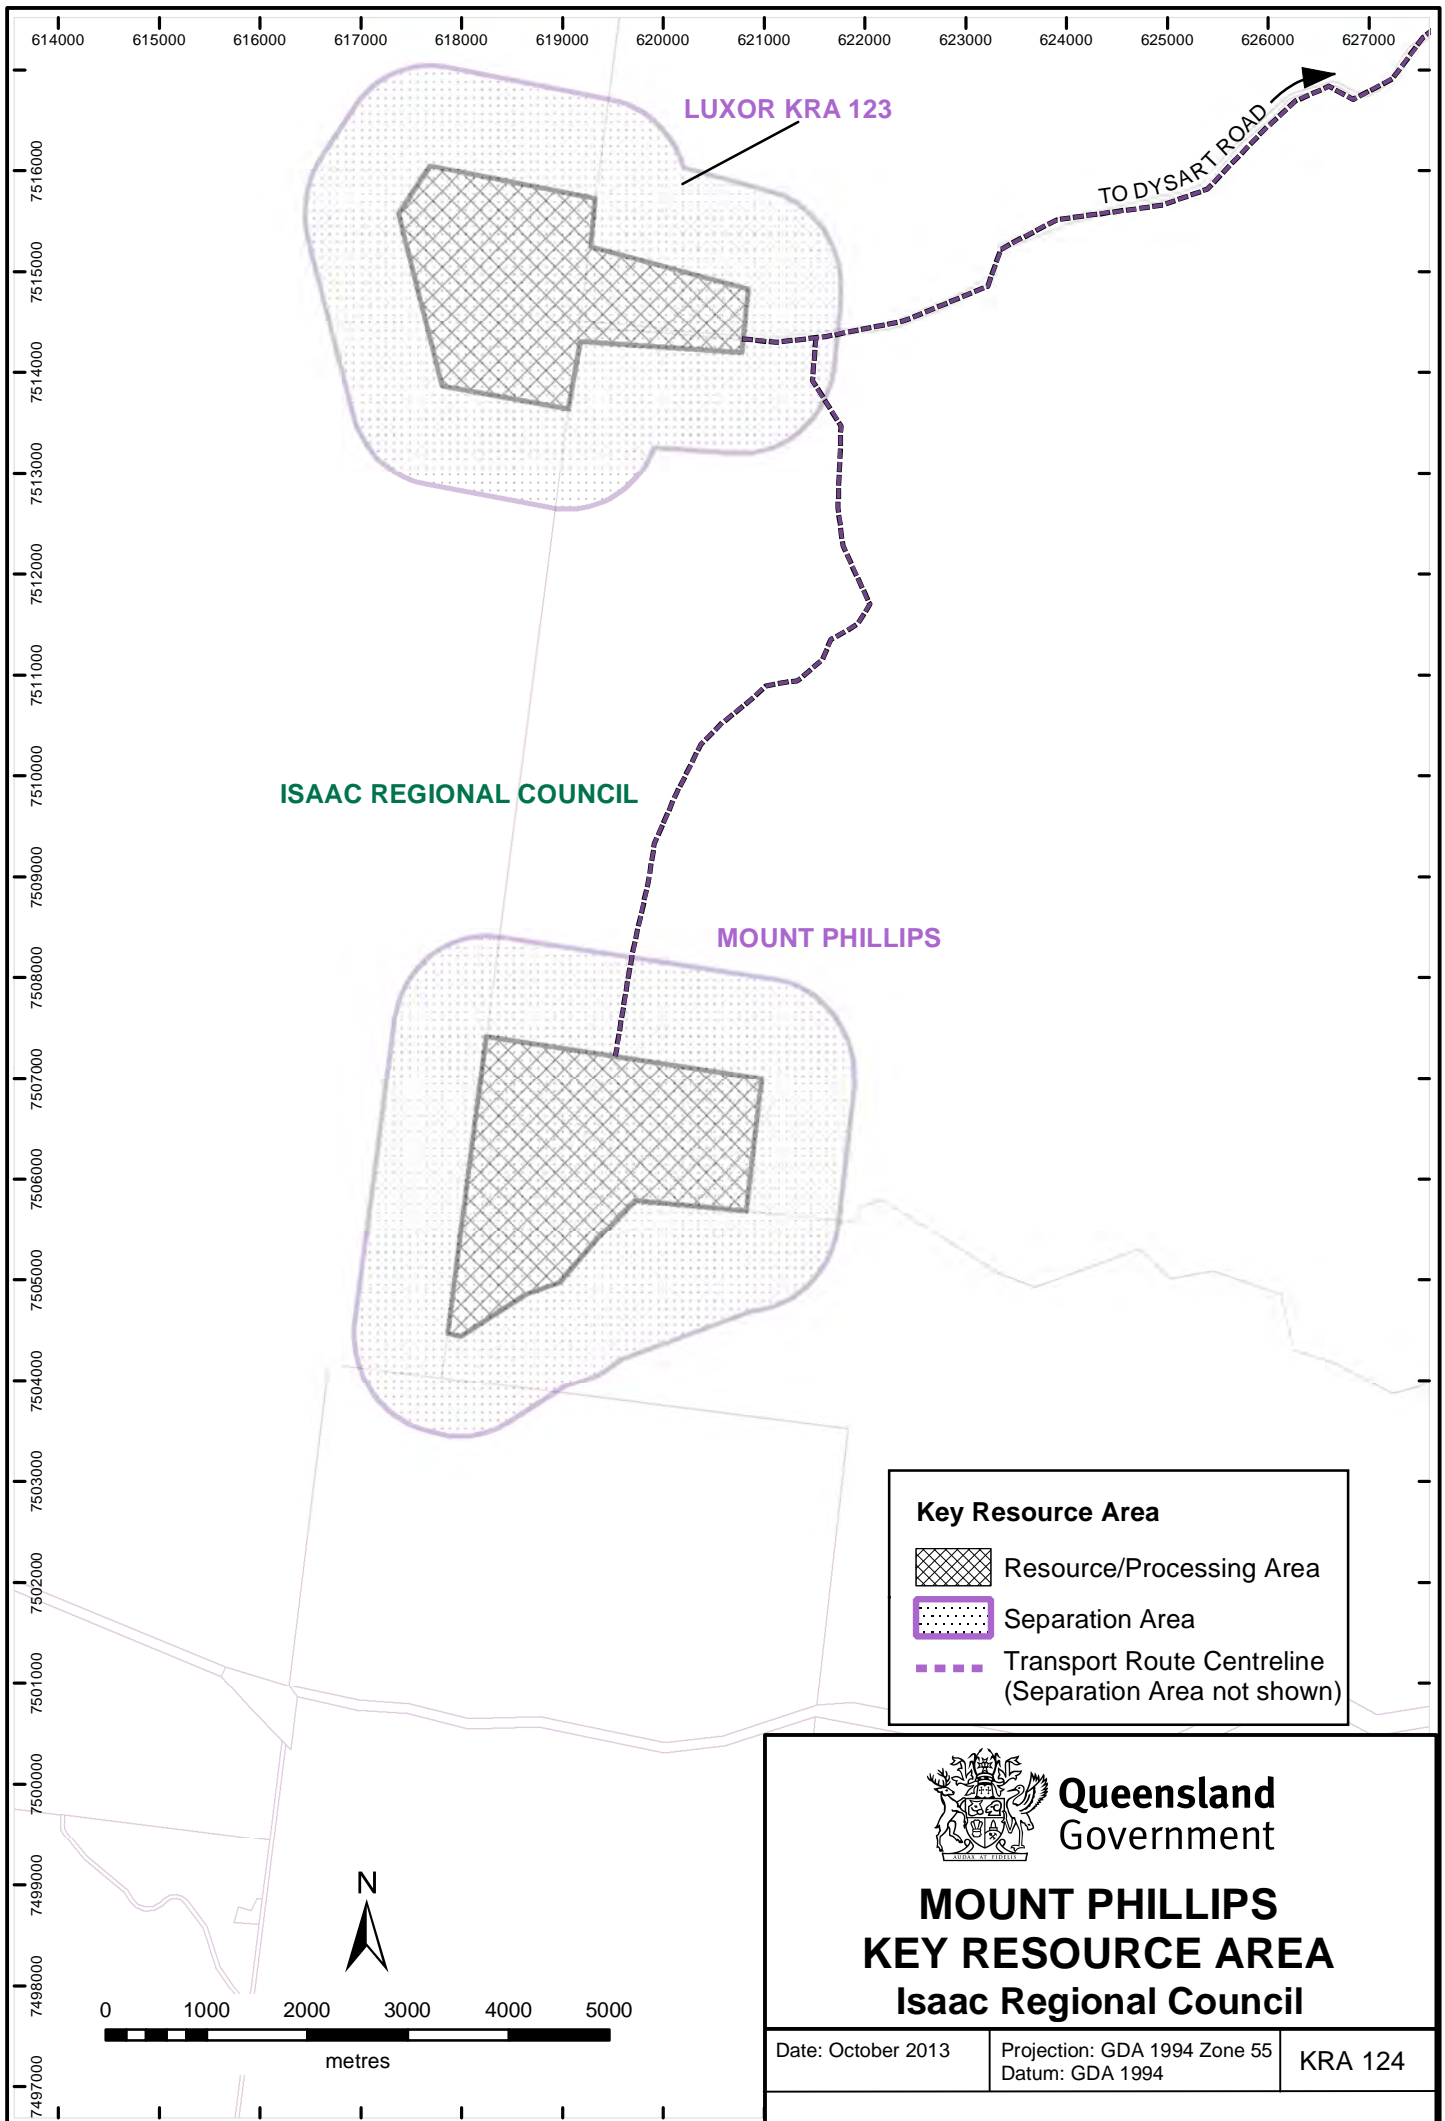 614000 615000 616000 617000 618000 619000 620000 621000 622000 623000 624000 625000 626000 627000
LUXOR KRA 123
TO DYSART ROAD
7516000
7515000
7514000
7513000
7512000
7511000
7510000
7509000
7508000
7507000
7506000
7505000
7504000
7503000
7502000
7501000
7500000
7499000
7498000
7497000
ISAAC REGIONAL COUNCIL
MOUNT PHILLIPS
Key Resource Area
Resource/Processing Area
Separation Area
Transport Route Centreline
(Separation Area not shown)
AUDAX AT FIDELIS
Queensland
Government
MOUNT PHILLIPS
KEY RESOURCE AREA
Isaac Regional Council
N
0 1000 2000 3000 4000 5000
metres
Date: October 2013
Projection: GDA 1994 Zone 55
Datum: GDA 1994
KRA 124